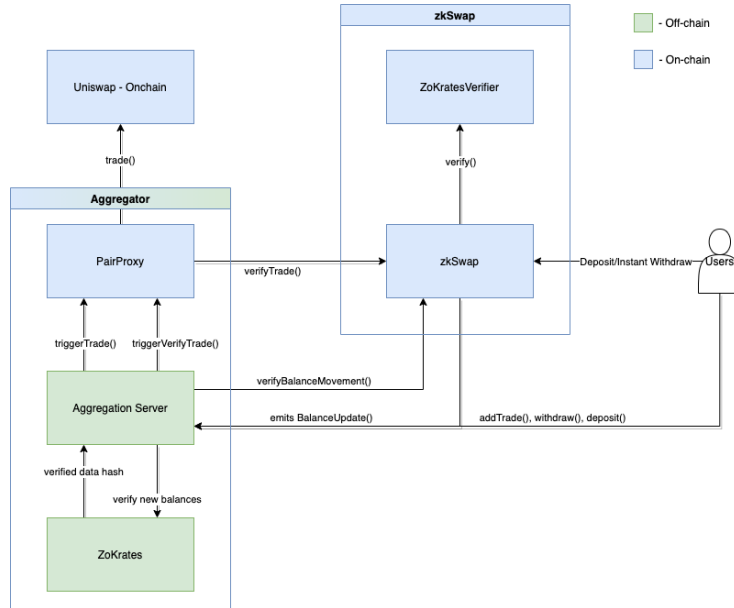 zkSwap
- Off-chain
- On-chain
Uniswap - Onchain
ZoKratesVerifier
trade()
verify()
Aggregator
PairProxy
verifyTrade()
zkSwap
Deposit/Instant Withdraw
Users
triggerTrade()
triggerVerifyTrade()
verifyBalanceMovement()
Aggregation Server
emits BalanceUpdate()
addTrade(), withdraw(), deposit()
verified data hash
verify new balances
ZoKrates